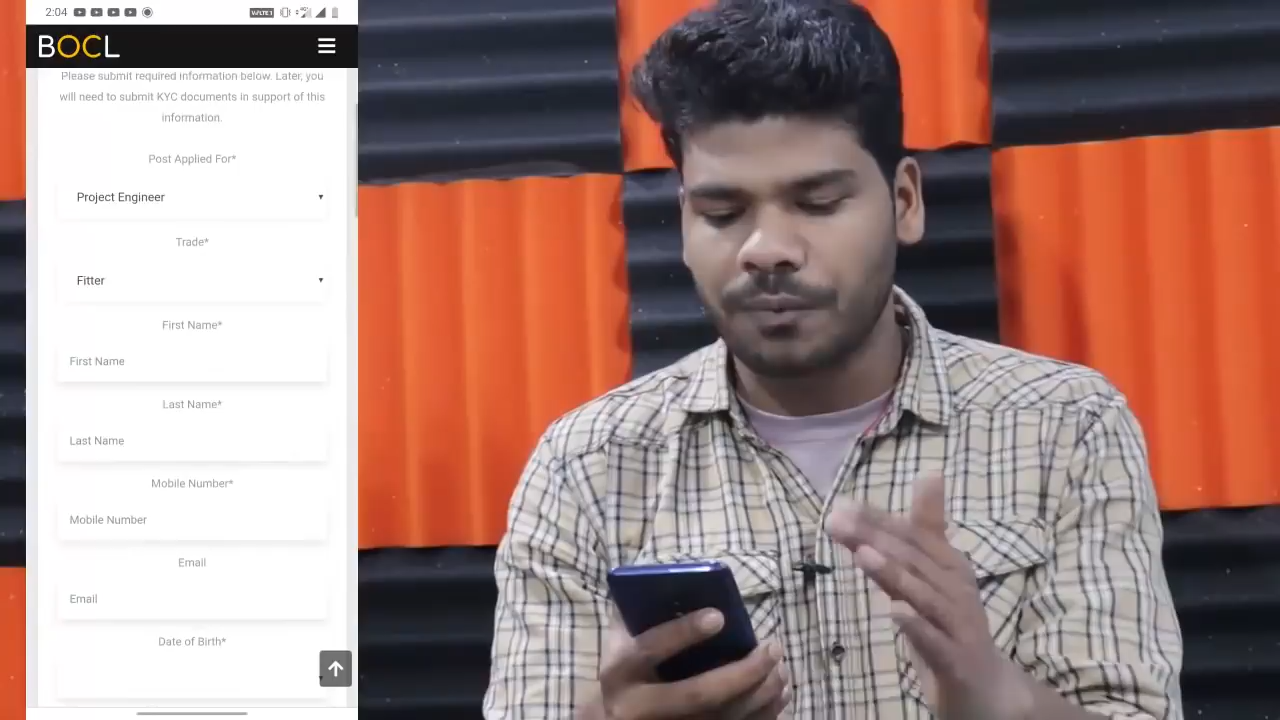 2:04
VoLTE 1
BOCL
Please submit required information below. Later, you
will need to submit KYC documents in support of this
information.
Post Applied For*
Project Engineer
Trade*
Fitter
First Name*
First Name
Last Name*
Last Name
Mobile Number*
Mobile Number
Email
Email
Date of Birth*